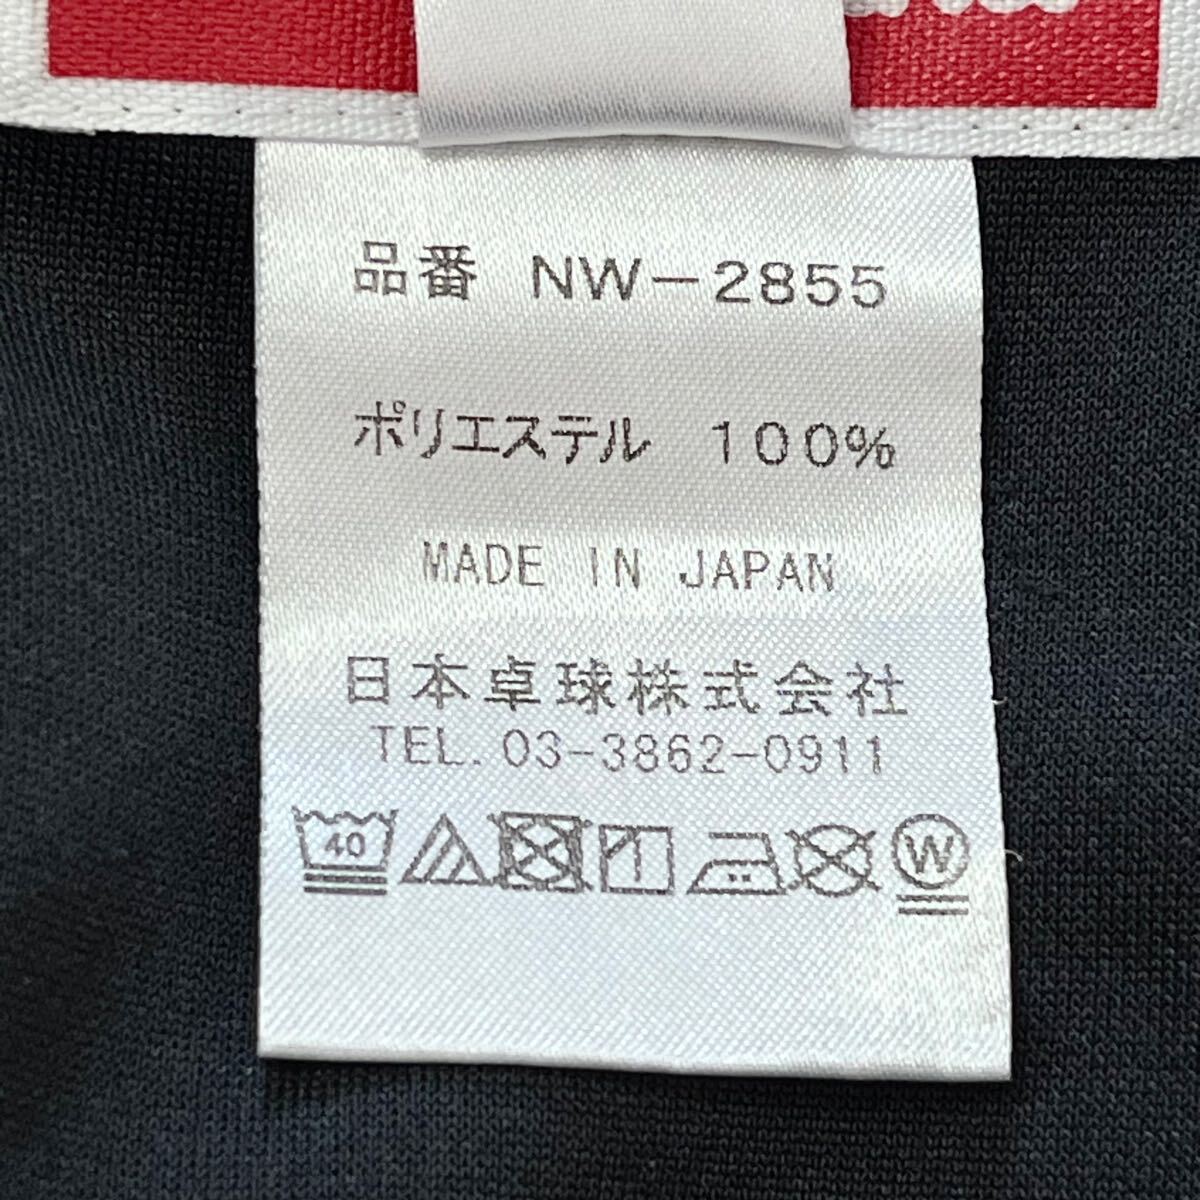 品番 NW-2855
ポリエステル 100%
MADE IN JAPAN
日本卓球株式会社
TEL. 03-3862-0911
40 W